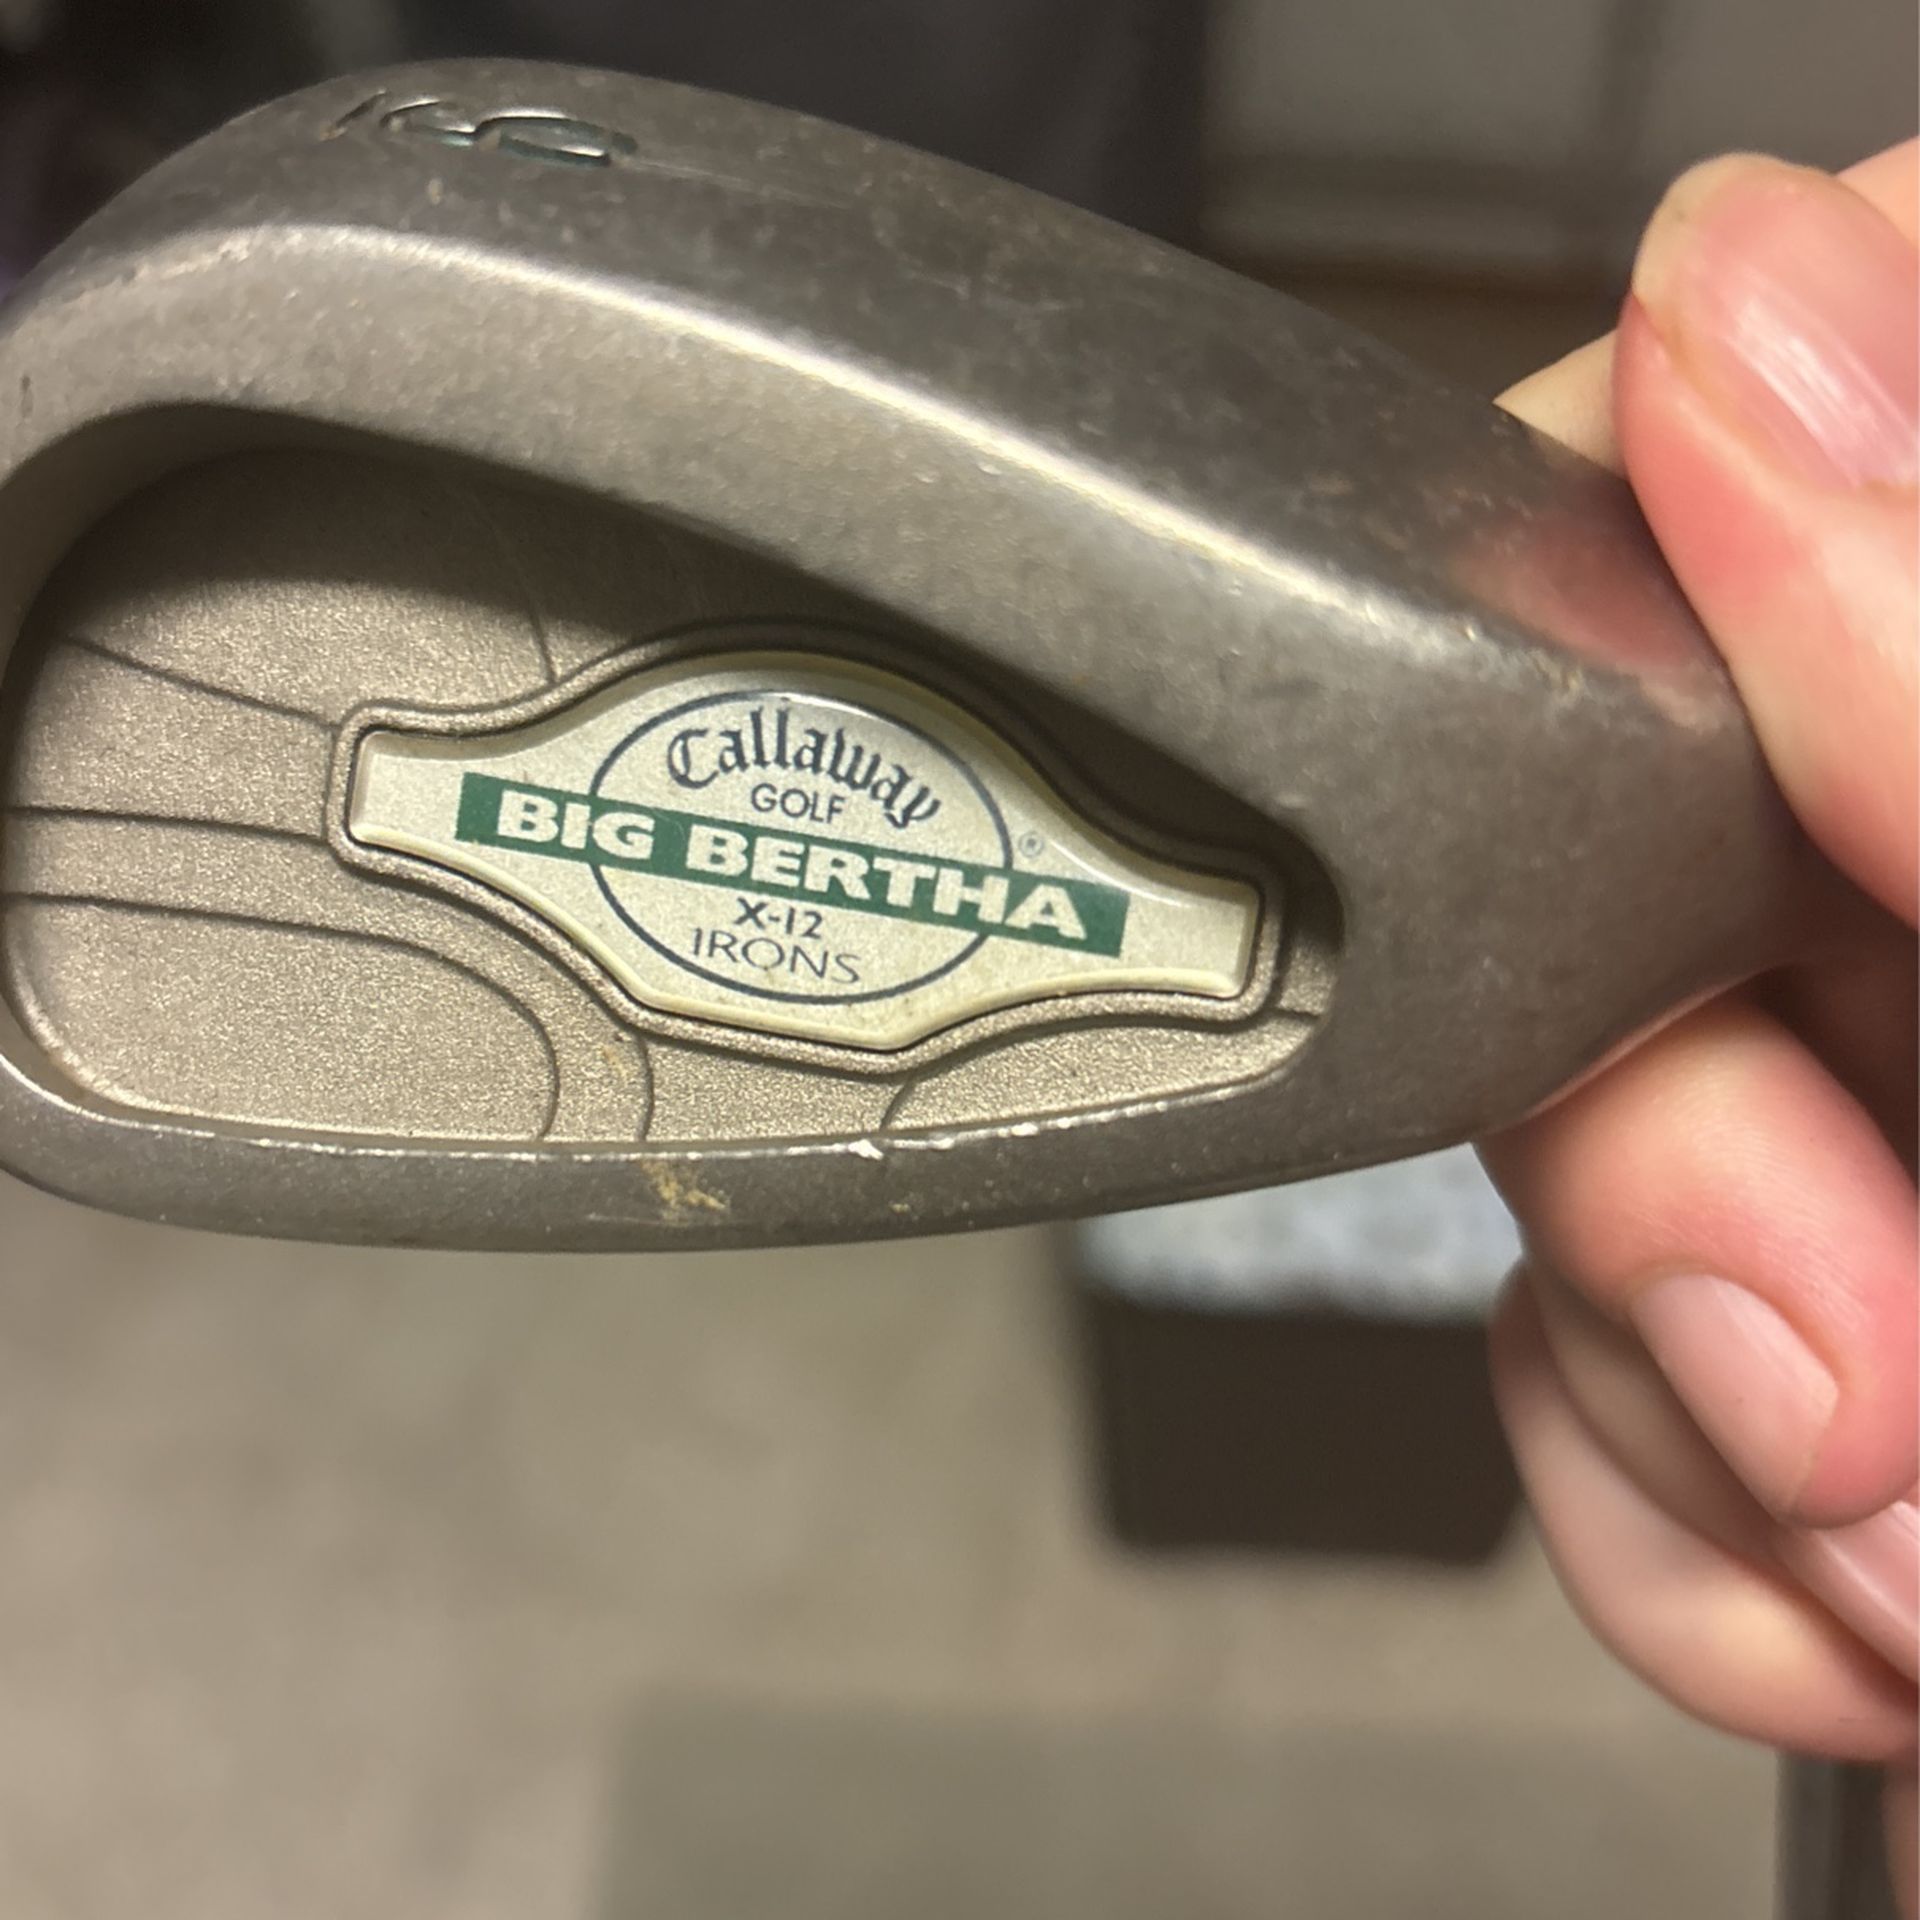 Callaway
GOLF
®
BIG BERTHA
X-12
IRONS